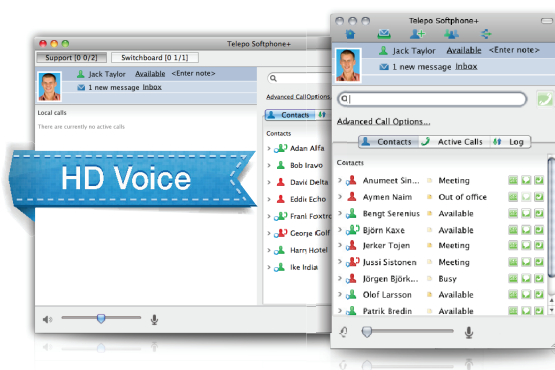 Telepo Softphone+
Support [0 0/2]
Switchboard [0 1/1]
Jack Taylor Available <Enter note>
1 new message Inbox
Local calls
There are currently no active calls
Advanced CallOptions
Contacts
Contacts
Adan Alfa
Bob Iravo
David Delta
Eddie Echo
Frank Foxtro
George Golf
Harry Hotel
Ike India
HD Voice
Telepo Softphone+
Jack Taylor Available <Enter note>
1 new message Inbox
Advanced Call Options...
Contacts Active Calls Log
Contacts
Anumeet Sin... Meeting
Aymen Naim Out of office
Bengt Serenius Available
Björn Kaxe Available
Jerker Tojen Meeting
Jussi Sistonen Meeting
Jörgen Björk... Busy
Olof Larsson Available
Patrik Bredin Available